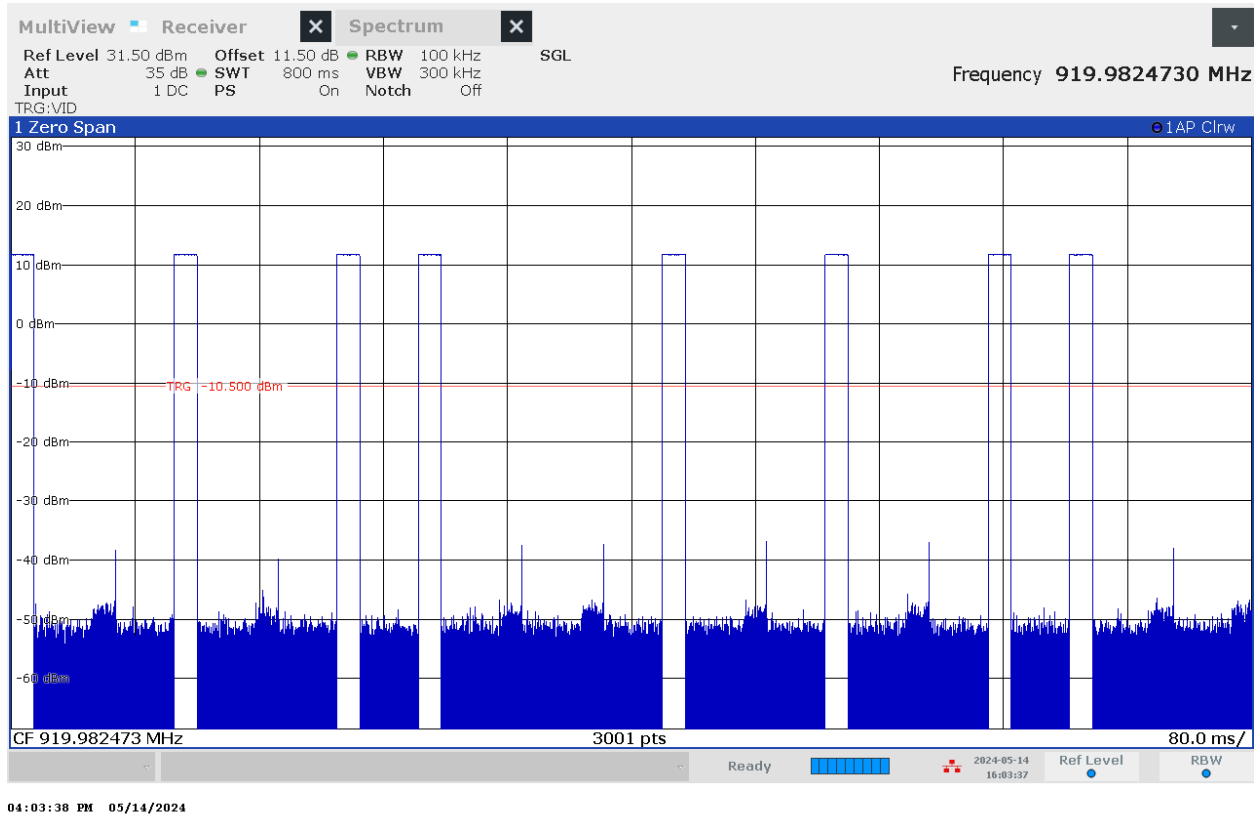 MultiView Receiver X Spectrum X
Ref Level 31.50 dBm Offset 11.50 dB RBW 100 kHz SGL
Att 35 dB SWT 800 ms VBW 300 kHz
Input 1 DC PS On Notch Off
Frequency 919.9824730 MHz
TRG:VID
1 Zero Span 1AP Clrw
30 dBm
20 dBm
10 dBm
0 dBm
-10 dBm
TRG -10.500 dBm
-20 dBm
-30 dBm
-40 dBm
-50 dBm
-60 dBm
CF 919.982473 MHz 3001 pts 80.0 ms/
Ready 2024-05-14 Ref Level RBW
16:03:37
04:03:38 PM 05/14/2024